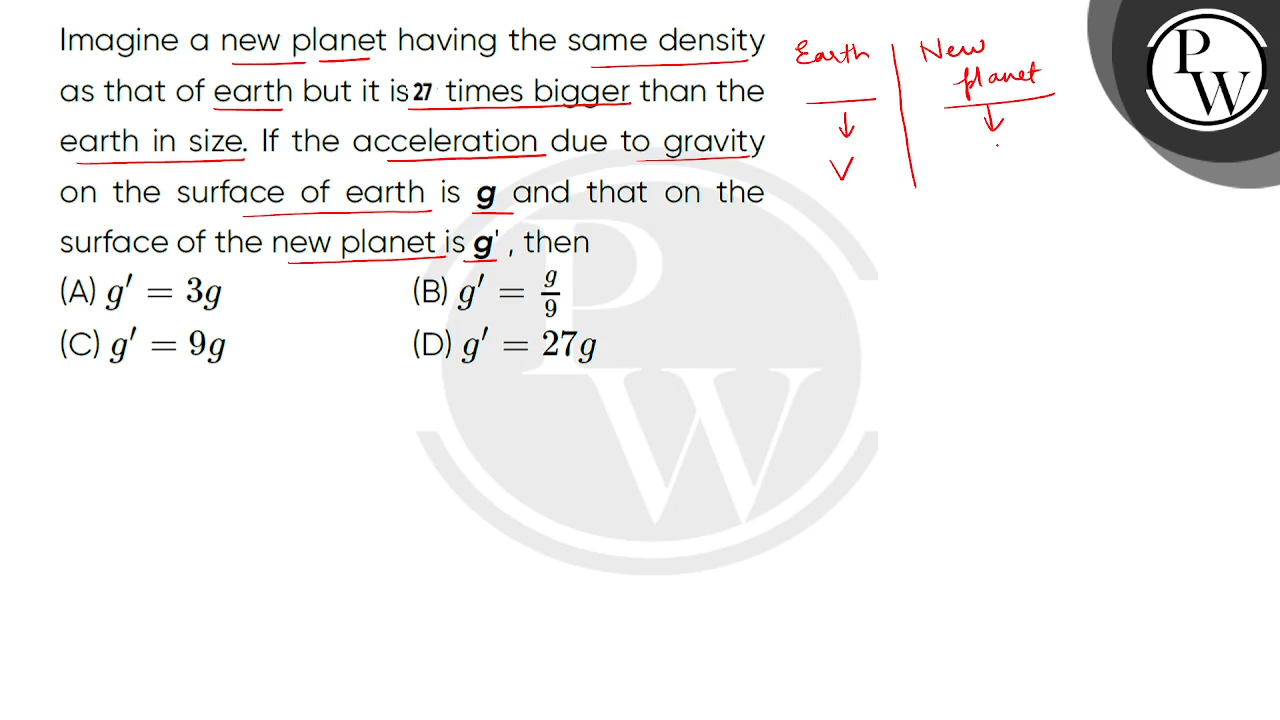 Imagine a new planet having the same density
as that of earth but it is 27 times bigger than the
earth in size. If the acceleration due to gravity
on the surface of earth is g and that on the
surface of the new planet is g' , then
(A) g′ = 3g (B) g′ = g/9
(C) g′ = 9g (D) g′ = 27g
Earth
New
planet
↓ ↓
V
P
W
P
W